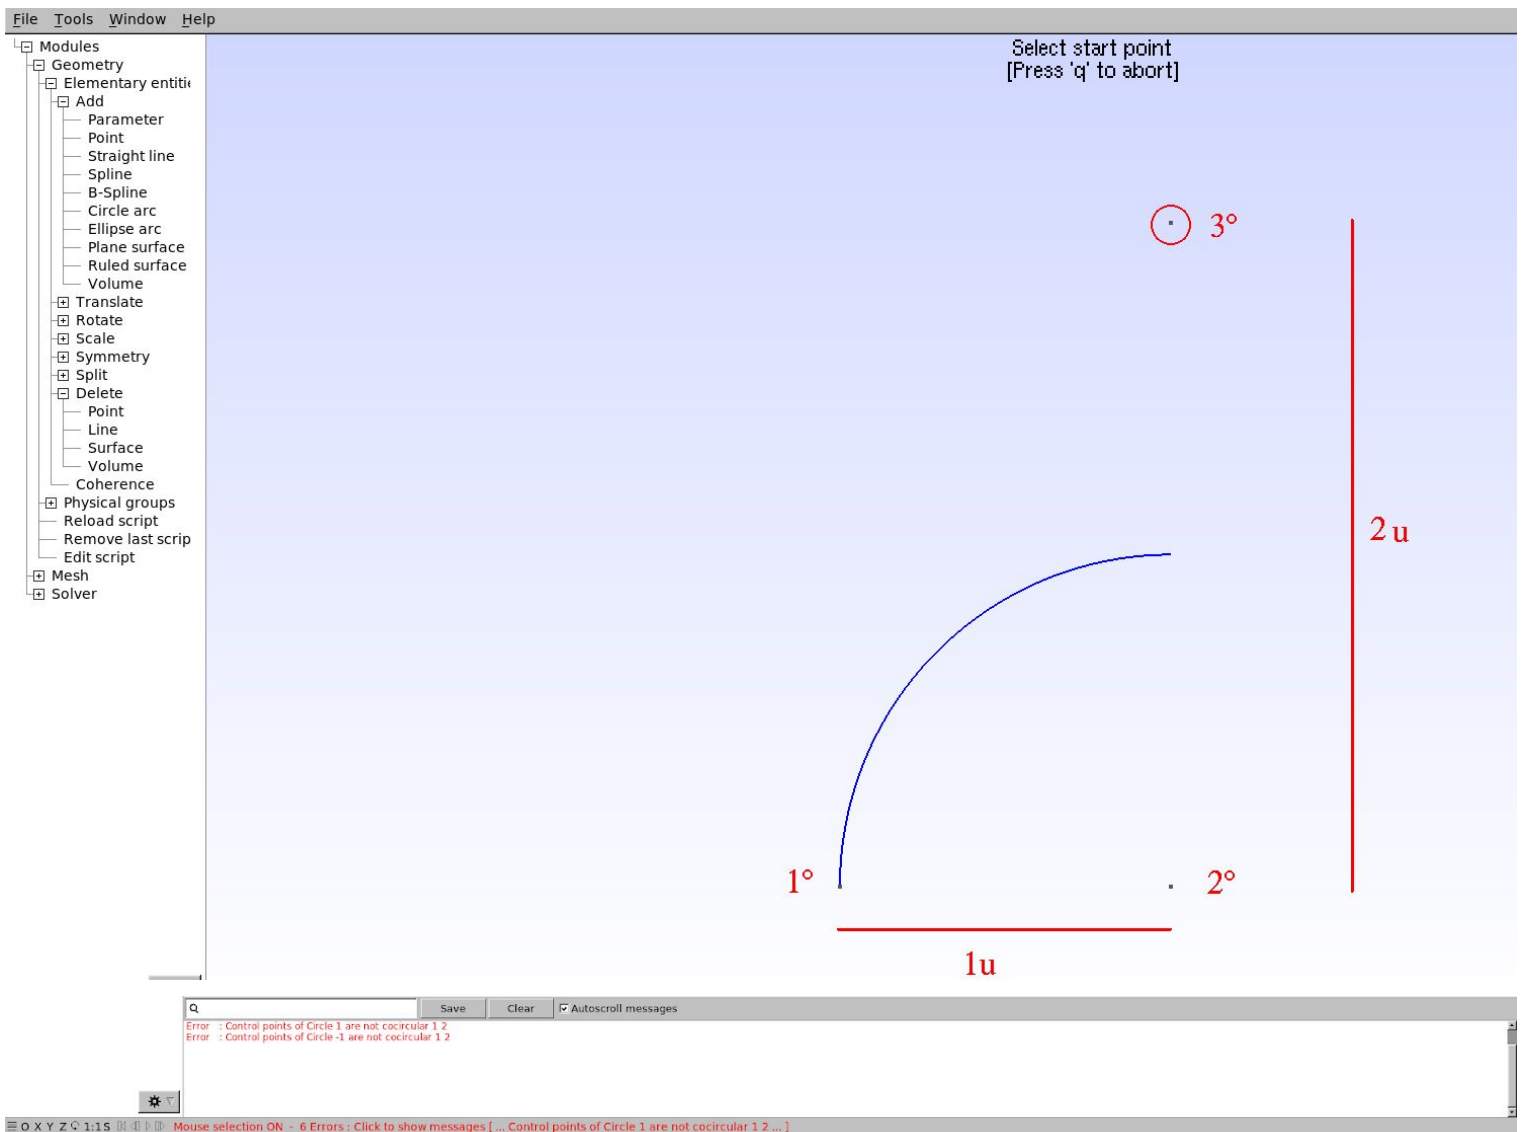 File Tools Window Help
Modules
Geometry
Elementary entitie
Add
Parameter
Point
Straight line
Spline
B-Spline
Circle arc
Ellipse arc
Plane surface
Ruled surface
Volume
Translate
Rotate
Scale
Symmetry
Split
Delete
Point
Line
Surface
Volume
Coherence
Physical groups
Reload script
Remove last scrip
Edit script
Mesh
Solver
Select start point
[Press 'q' to abort]
3°
2 u
1°
2°
1u
Save Clear Autoscroll messages
Error : Control points of Circle 1 are not cocircular 1 2
Error : Control points of Circle -1 are not cocircular 1 2
O X Y Z 1:1 S Mouse selection ON - 6 Errors : Click to show messages [ ... Control points of Circle 1 are not cocircular 1 2 ... ]